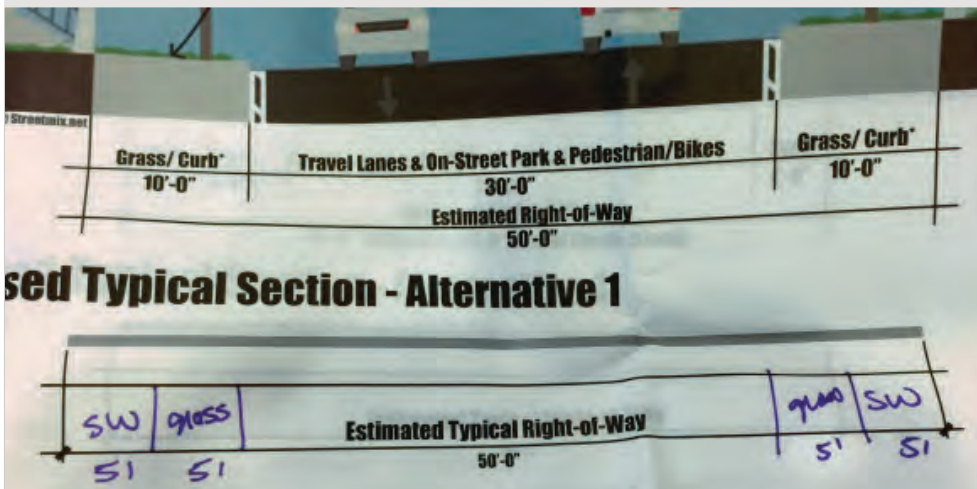 Streetmix.net
Grass/ Curb*
10'-0"
Travel Lanes & On-Street Park & Pedestrian/Bikes
30'-0"
Grass/ Curb*
10'-0"
Estimated Right-of-Way
50'-0"
sed Typical Section - Alternative 1
SW grass
5' 5'
Estimated Typical Right-of-Way
50'-0"
grass SW
5' 5'